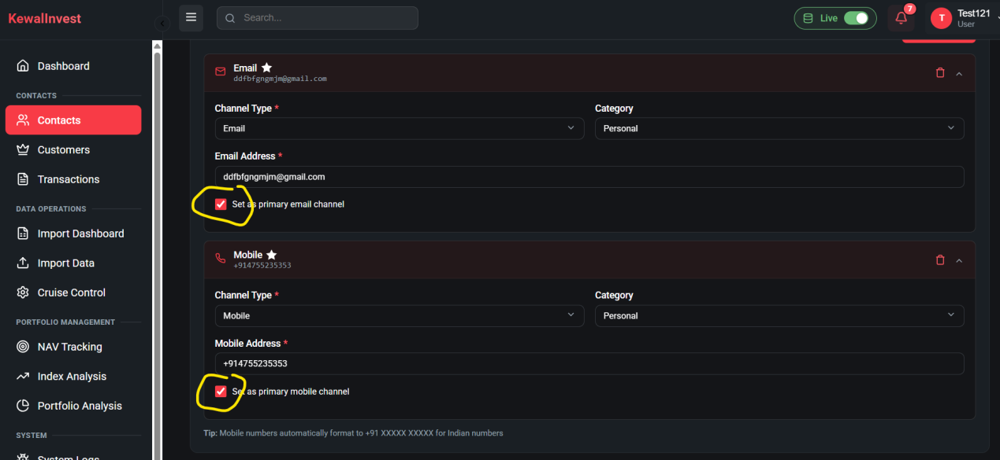 KewalInvest
Search...
Live
7
T
Test121
User
Dashboard
CONTACTS
Contacts
Customers
Transactions
DATA OPERATIONS
Import Dashboard
Import Data
Cruise Control
PORTFOLIO MANAGEMENT
NAV Tracking
Index Analysis
Portfolio Analysis
SYSTEM
System Logs
Email
ddfbfgngmjm@gmail.com
Channel Type *
Category
Email
Personal
Email Address *
ddfbfgngmjm@gmail.com
Set as primary email channel
Mobile
+914755235353
Channel Type *
Category
Mobile
Personal
Mobile Address *
+914755235353
Set as primary mobile channel
Tip: Mobile numbers automatically format to +91 XXXXX XXXXX for Indian numbers